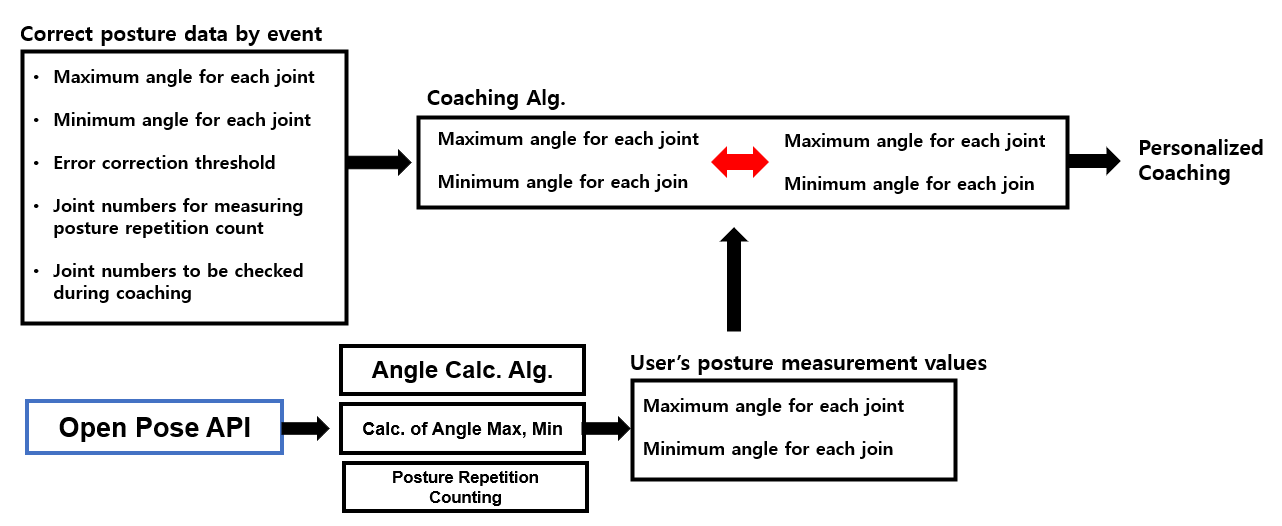 Correct posture data by event
• Maximum angle for each joint
• Minimum angle for each joint
• Error correction threshold
• Joint numbers for measuring
posture repetition count
• Joint numbers to be checked
during coaching
Coaching Alg.
Maximum angle for each joint
Minimum angle for each join
Maximum angle for each joint
Minimum angle for each join
Personalized
Coaching
Open Pose API
Angle Calc. Alg.
Calc. of Angle Max, Min
Posture Repetition
Counting
User’s posture measurement values
Maximum angle for each joint
Minimum angle for each join